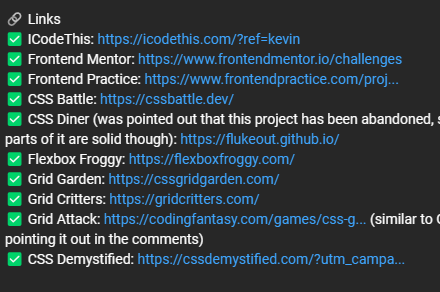 🔗 Links
✅ ICodeThis: https://icodethis.com/?ref=kevin
✅ Frontend Mentor: https://www.frontendmentor.io/challenges
✅ Frontend Practice: https://www.frontendpractice.com/proj...
✅ CSS Battle: https://cssbattle.dev/
✅ CSS Diner (was pointed out that this project has been abandoned, s
parts of it are solid though): https://flukeout.github.io/
✅ Flexbox Froggy: https://flexboxfroggy.com/
✅ Grid Garden: https://cssgridgarden.com/
✅ Grid Critters: https://gridcritters.com/
✅ Grid Attack: https://codingfantasy.com/games/css-g... (similar to G
pointing it out in the comments)
✅ CSS Demystified: https://cssdemystified.com/?utm_campa...